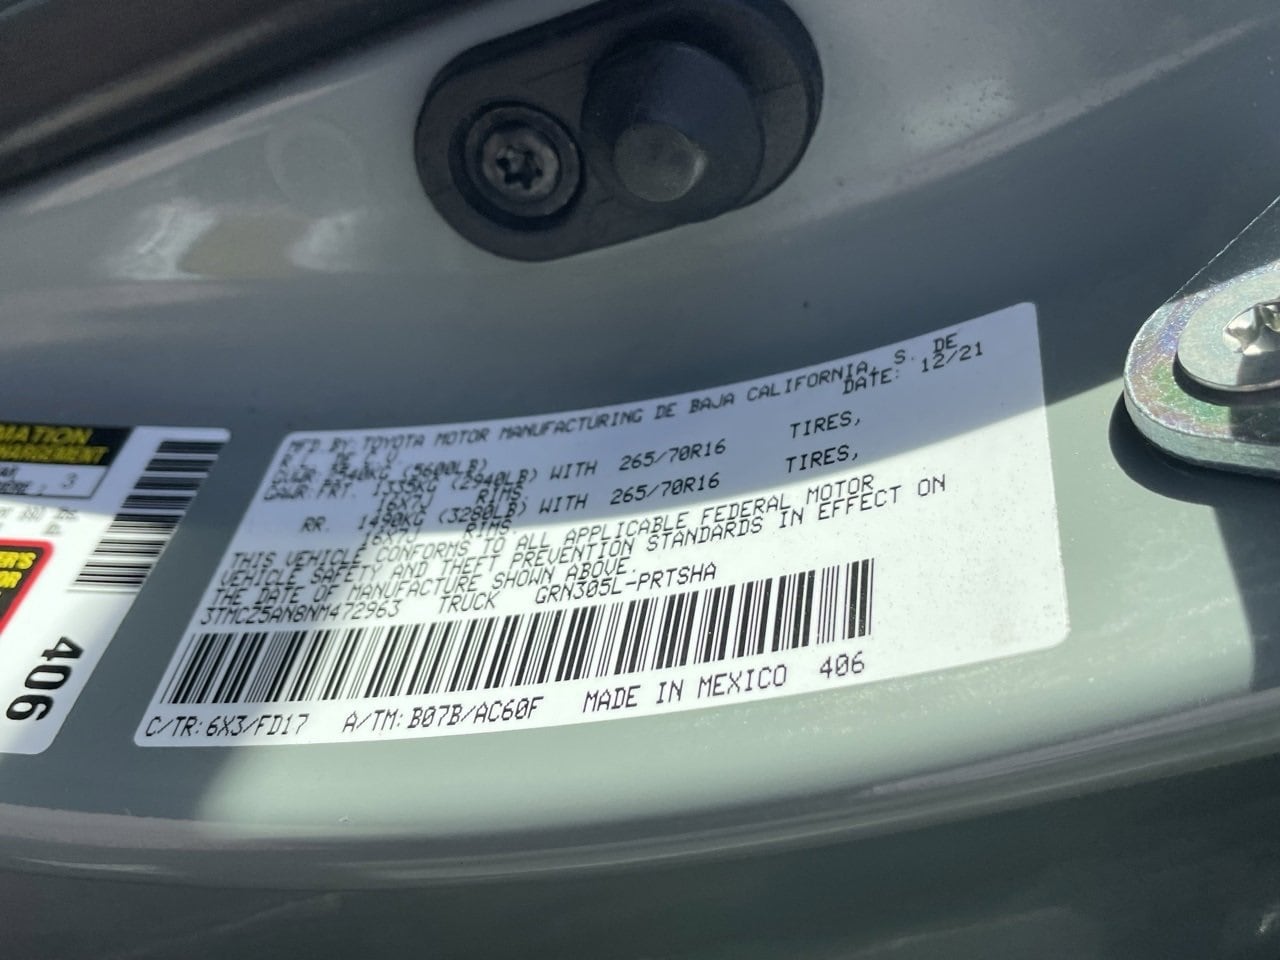 MFD BY: TOYOTA MOTOR MANUFACTURING DE BAJA CALIFORNIA, S. DE
DATE: 12/21
GVWR: 2540KG (5600LB)
GAWR: FRT. 1335KG (2940LB) WITH 265/70R16 TIRES,
16X7J RIMS,
RR. 1490KG (3280LB) WITH 265/70R16 TIRES,
16X7J RIMS
THIS VEHICLE CONFORMS TO ALL APPLICABLE FEDERAL MOTOR
VEHICLE SAFETY AND THEFT PREVENTION STANDARDS IN EFFECT ON
THE DATE OF MANUFACTURE SHOWN ABOVE.
3TMCZ5AN8NM472963 TRUCK GRN305L-PRTSHA
C/TR: 6X3/FD17 A/TM: B07B/AC60F MADE IN MEXICO 406
3
406